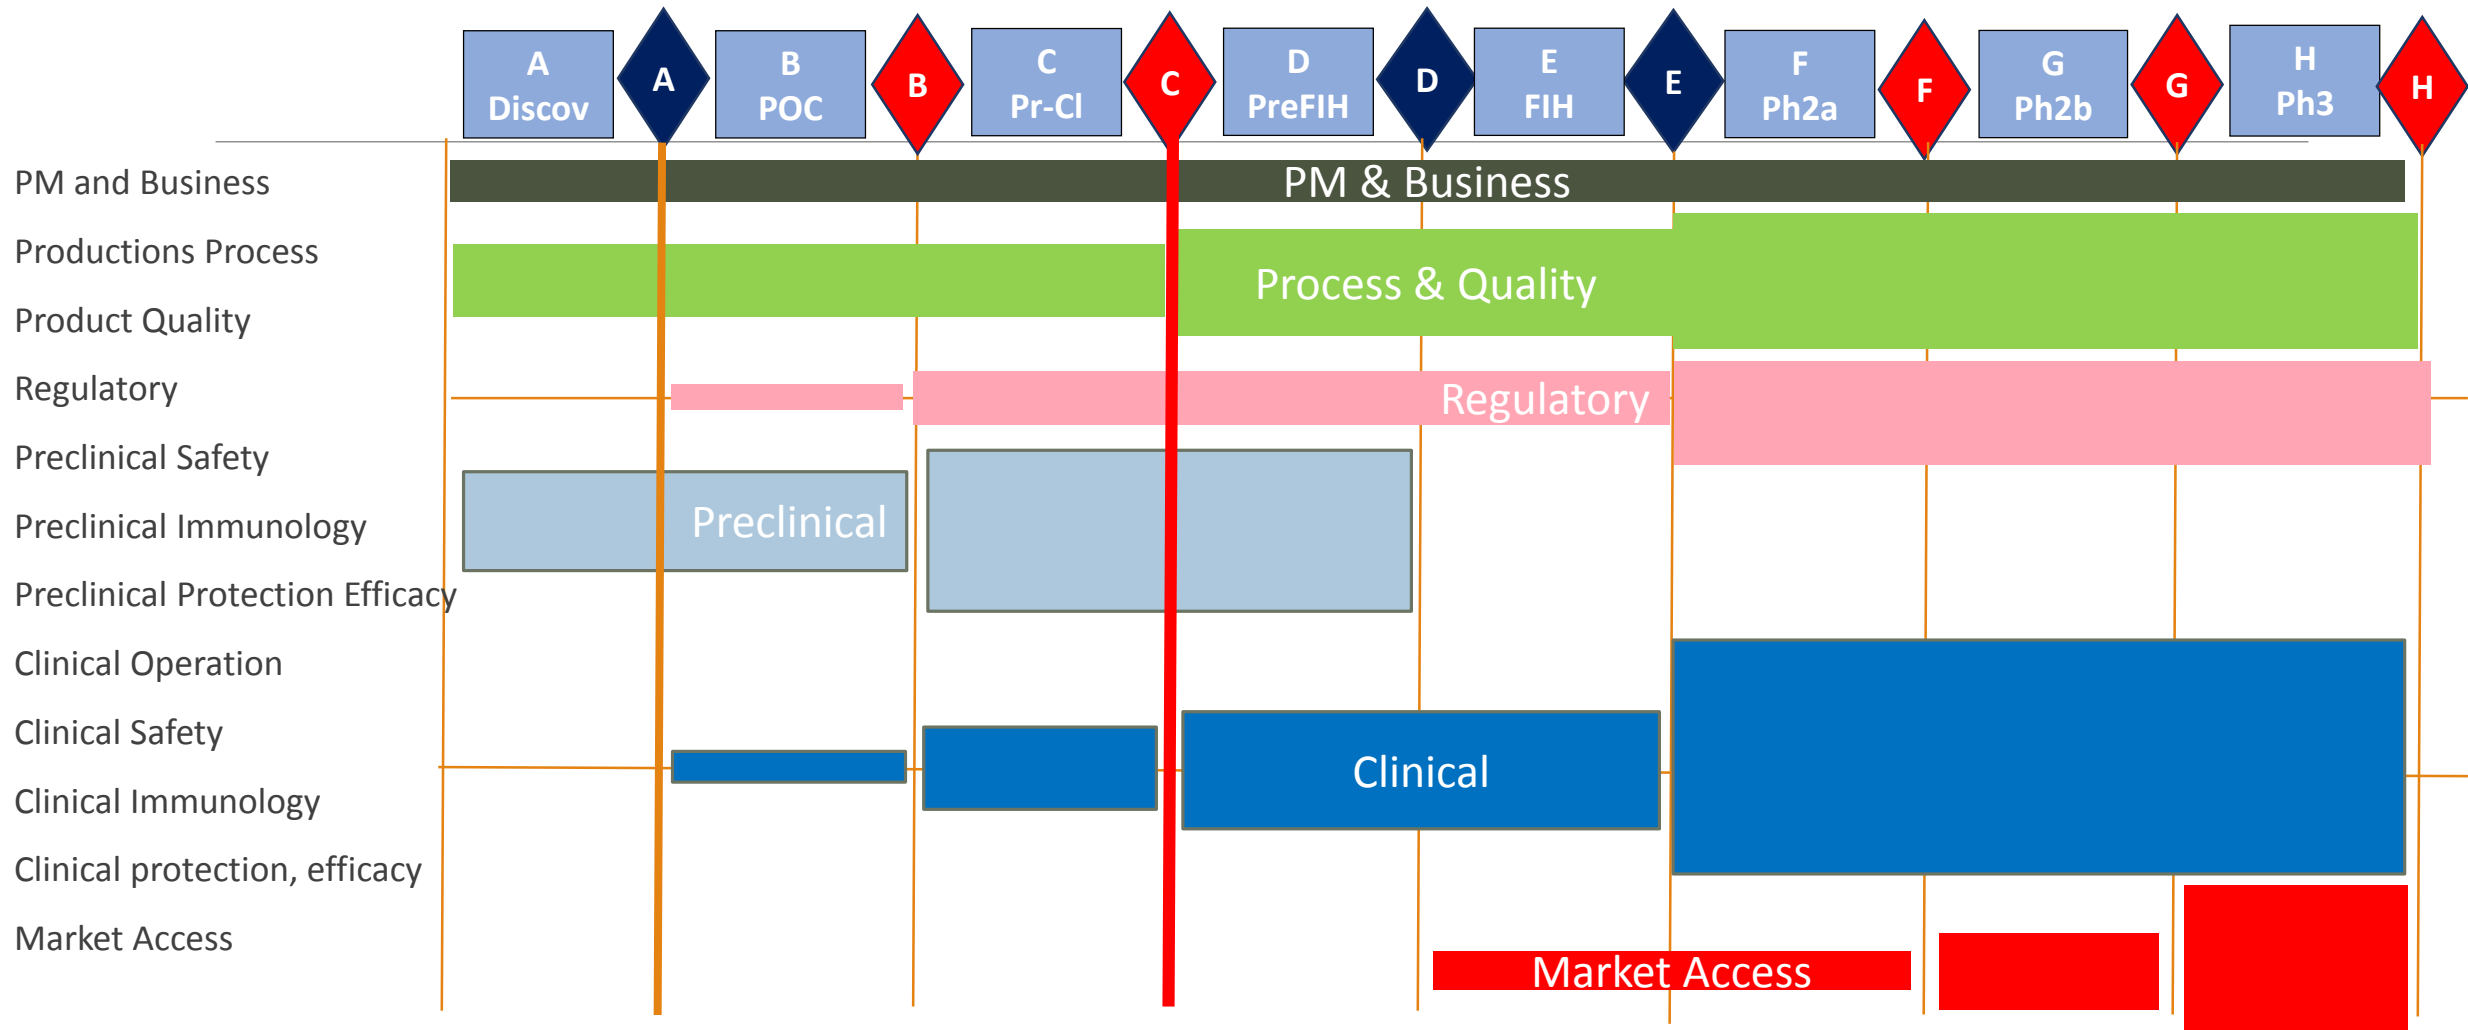 A
Discov
A
B
POC
B
C
Pr-Cl
C
D
PreFIH
D
E
FIH
E
F
Ph2a
F
G
Ph2b
G
H
Ph3
H
PM and Business
PM & Business
Productions Process
Process & Quality
Product Quality
Regulatory
Regulatory
Preclinical Safety
Preclinical
Preclinical Immunology
Preclinical Protection Efficacy
Clinical Operation
Clinical Safety
Clinical
Clinical Immunology
Clinical protection, efficacy
Market Access
Market Access